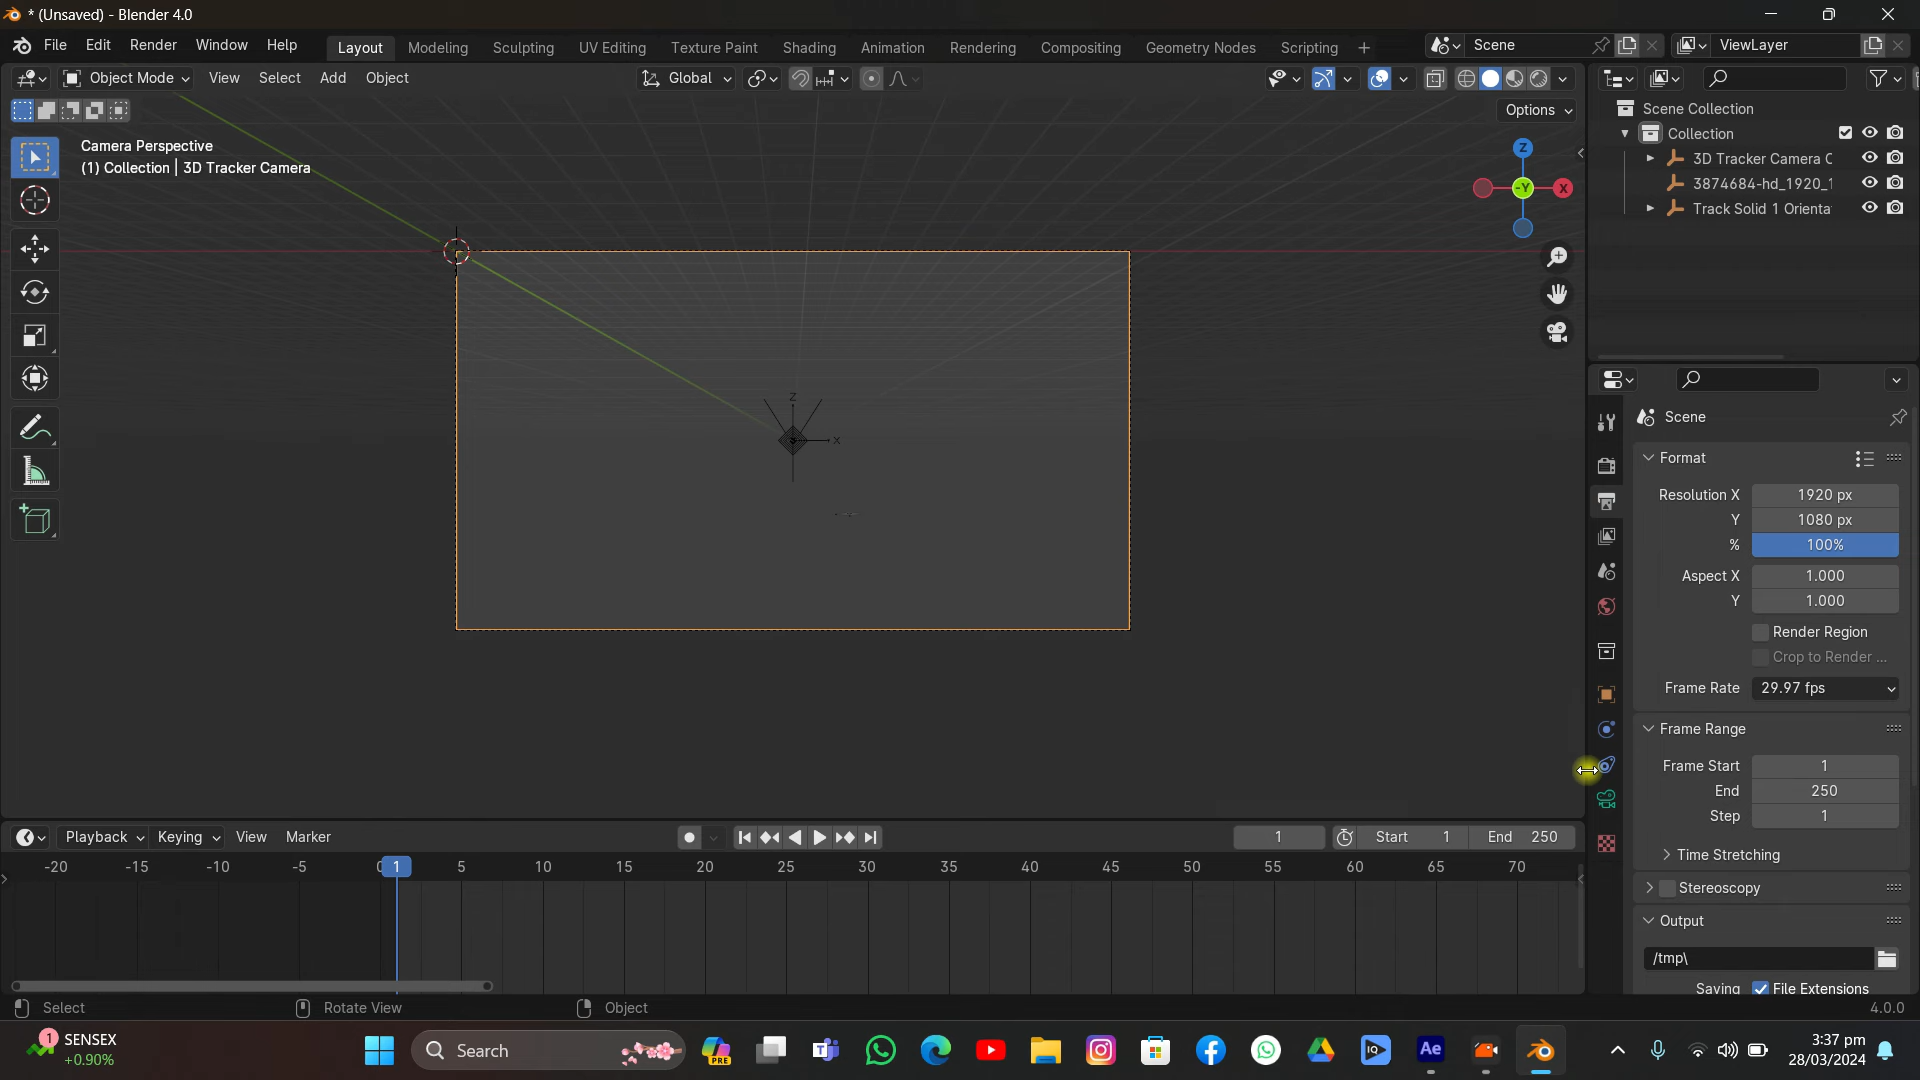 * (Unsaved) - Blender 4.0
File Edit Render Window Help Layout Modeling Sculpting UV Editing Texture Paint Shading Animation Rendering Compositing Geometry Nodes Scripting + Scene ViewLayer
Object Mode View Select Add Object Global
Options
Camera Perspective
(1) Collection | 3D Tracker Camera
Z
-Y X
Z
X
Scene Collection
Collection
3D Tracker Camera C
3874684-hd_1920_1
Track Solid 1 Orienta
Scene
Format
Resolution X 1920 px
Y 1080 px
% 100%
Aspect X 1.000
Y 1.000
Render Region
Crop to Render ...
Frame Rate 29.97 fps
Frame Range
Frame Start 1
End 250
Step 1
Time Stretching
Stereoscopy
Output
/tmp\
Saving File Extensions
Playback Keying View Marker 1 Start 1 End 250
-20 -15 -10 -5 0 1 5 10 15 20 25 30 35 40 45 50 55 60 65 70
Select Rotate View Object 4.0.0
1 SENSEX
+0.90%
Search
PRE
IQ
Ae
3:37 pm
28/03/2024